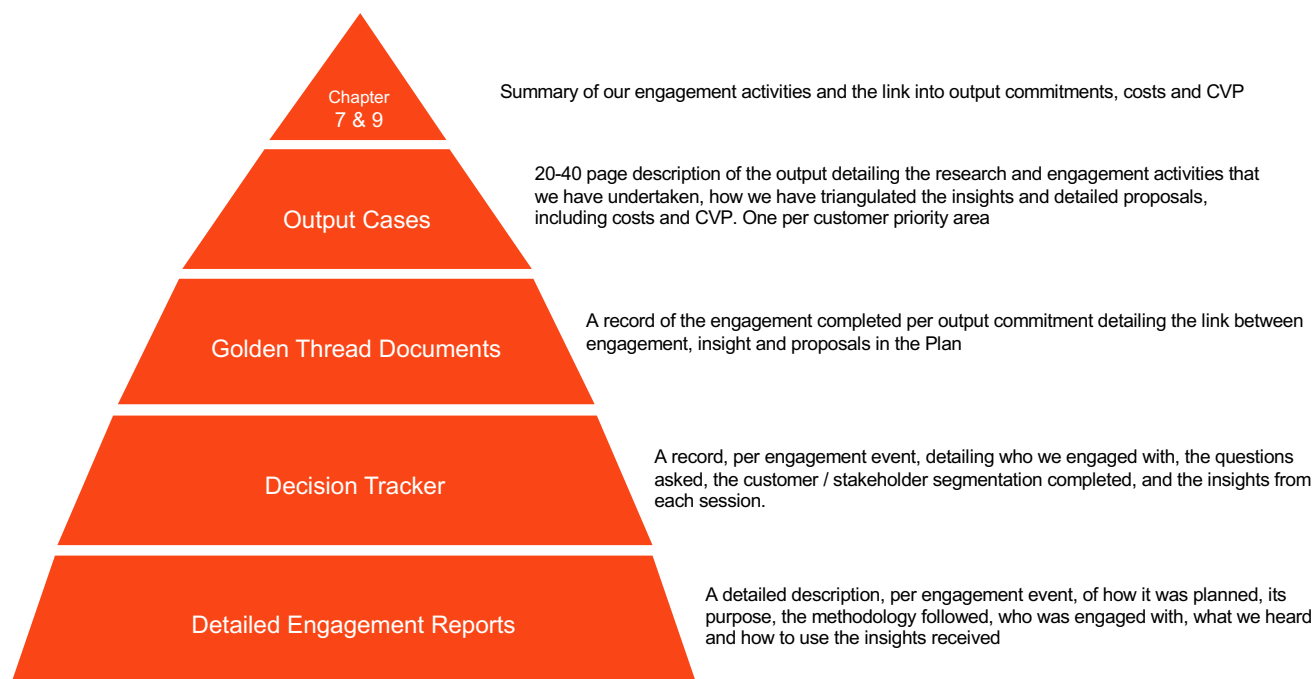 Chapter
7 & 9
Summary of our engagement activities and the link into output commitments, costs and CVP
Output Cases
20-40 page description of the output detailing the research and engagement activities that
we have undertaken, how we have triangulated the insights and detailed proposals,
including costs and CVP. One per customer priority area
Golden Thread Documents
A record of the engagement completed per output commitment detailing the link between
engagement, insight and proposals in the Plan
Decision Tracker
A record, per engagement event, detailing who we engaged with, the questions
asked, the customer / stakeholder segmentation completed, and the insights from
each session.
Detailed Engagement Reports
A detailed description, per engagement event, of how it was planned, its
purpose, the methodology followed, who was engaged with, what we heard
and how to use the insights received